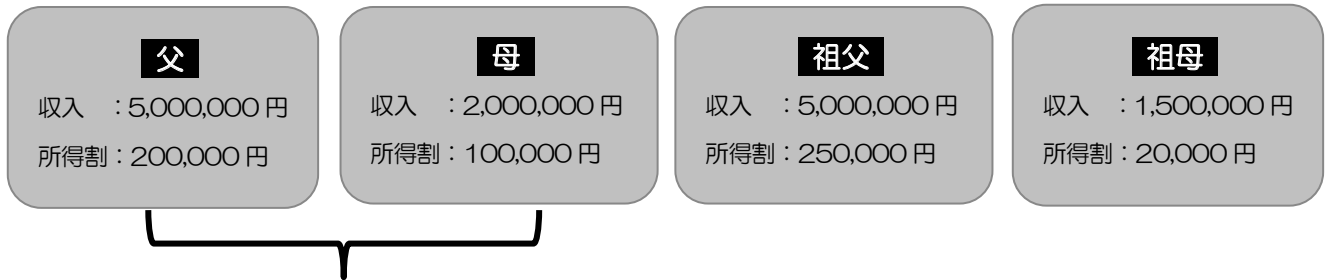 父
収入　：5,000,000 円
所得割：200,000 円
母
収入　：2,000,000 円
所得割：100,000 円
祖父
収入　：5,000,000 円
所得割：250,000 円
祖母
収入　：1,500,000 円
所得割：20,000 円